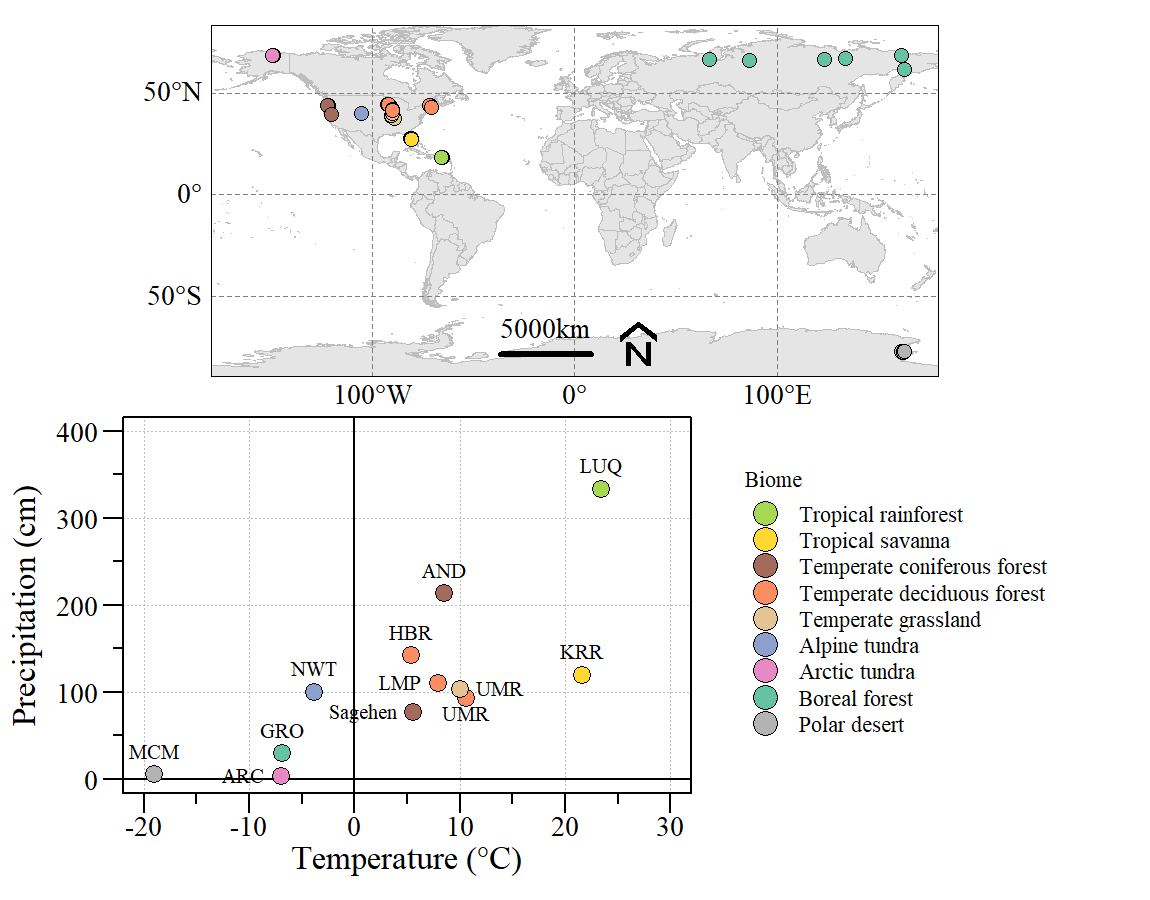 50°N
0°
50°S
5000km
N
100°W
0°
100°E
400
300
200
100
0
Precipitation (cm)
LUQ
AND
HBR
KRR
NWT
LMP
UMR
Sagehen
UMR
GRO
MCM
ARC
-20
-10
0
10
20
30
Temperature (°C)
Biome
Tropical rainforest
Tropical savanna
Temperate coniferous forest
Temperate deciduous forest
Temperate grassland
Alpine tundra
Arctic tundra
Boreal forest
Polar desert